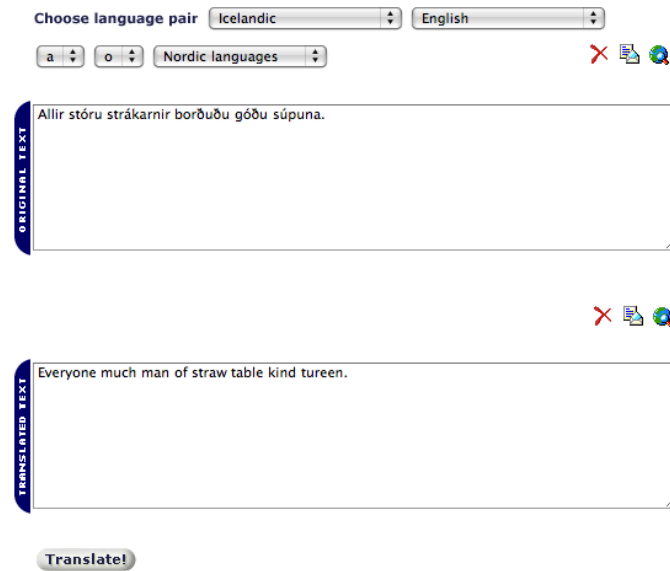 Choose language pair Icelandic English
a o Nordic languages
ORIGINAL TEXT
Allir stóru strákarnir borðuðu góðu súpuna.
TRANSLATED TEXT
Everyone much man of straw table kind tureen.
Translate!